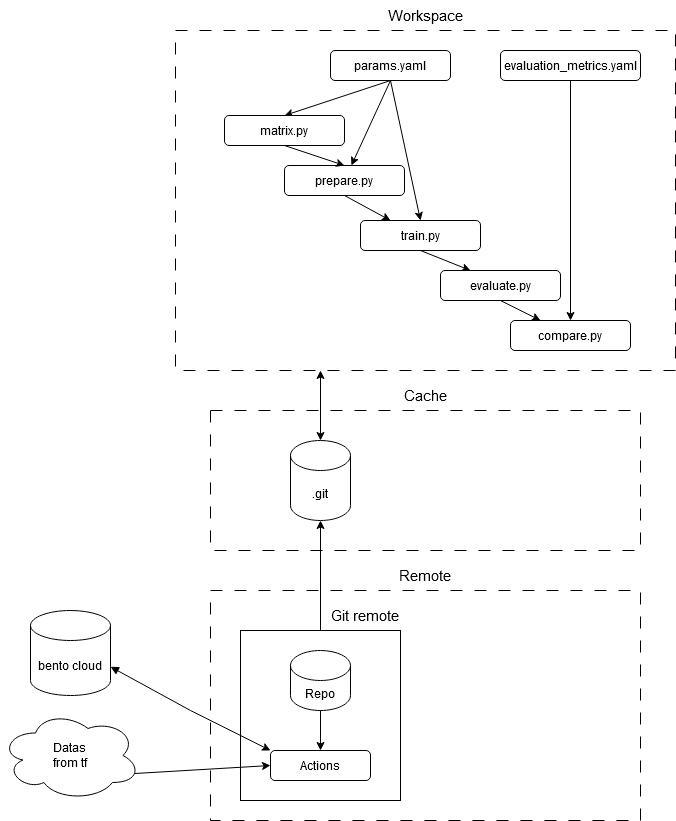 Workspace
params.yaml
evaluation_metrics.yaml
matrix.py
prepare.py
train.py
evaluate.py
compare.py
Cache
.git
Remote
Git remote
bento cloud
Repo
Datas
from tf
Actions